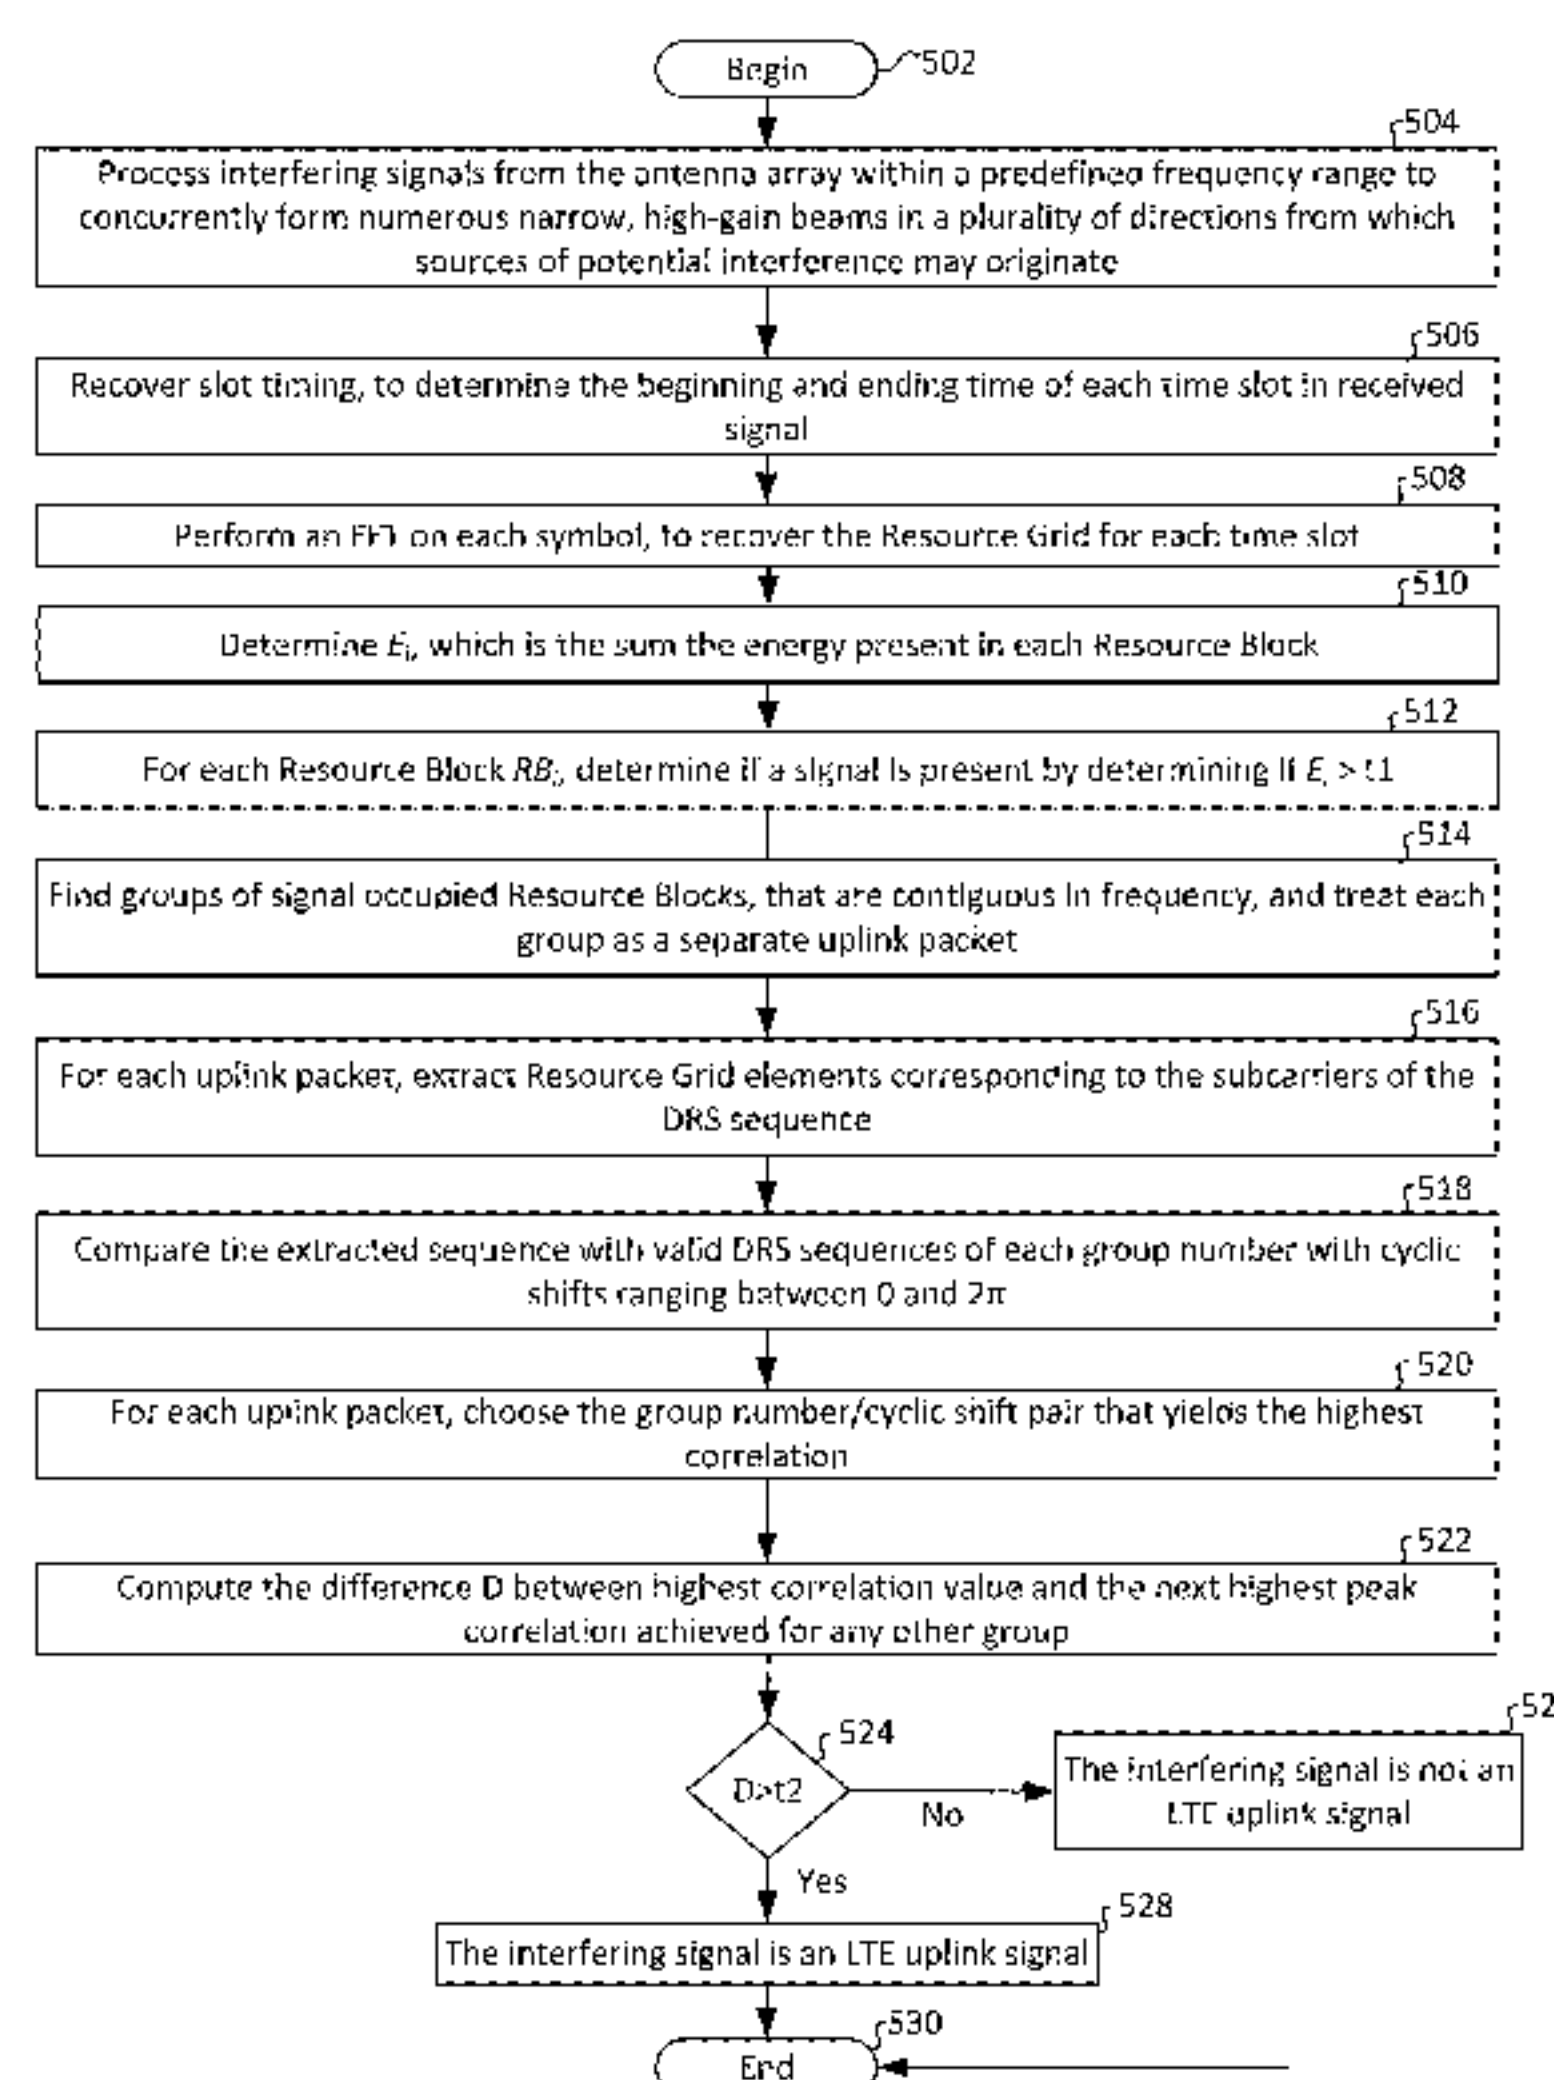 Begin
502
504
Process interfering signals from the antenna array within a predefined frequency range to
concurrently form numerous narrow, high-gain beams in a plurality of directions from which
sources of potential interference may originate
506
Recover slot timing, to determine the beginning and ending time of each time slot in received
signal
508
Perform an FFT on each symbol, to recover the Resource Grid for each time slot
510
Determine Ei, which is the sum the energy present in each Resource Block
512
For each Resource Block RBi, determine if a signal is present by determining if Ei > t1
514
Find groups of signal occupied Resource Blocks, that are contiguous in frequency, and treat each
group as a separate uplink packet
516
For each uplink packet, extract Resource Grid elements corresponding to the subcarriers of the
DRS sequence
518
Compare the extracted sequence with valid DRS sequences of each group number with cyclic
shifts ranging between 0 and 2π
520
For each uplink packet, choose the group number/cyclic shift pair that yields the highest
correlation
522
Compute the difference D between highest correlation value and the next highest peak
correlation achieved for any other group
524
D>t2
No
52
The interfering signal is not an
LTE uplink signal
Yes
528
The interfering signal is an LTE uplink signal
530
End